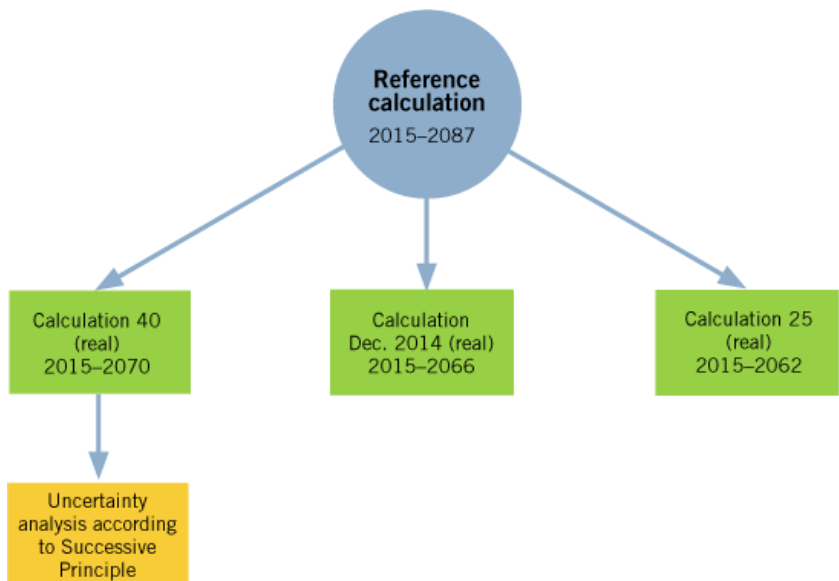 Reference
calculation
2015–2087
Calculation 40
(real)
2015–2070
Calculation
Dec. 2014 (real)
2015–2066
Calculation 25
(real)
2015–2062
Uncertainty
analysis according
to Successive
Principle